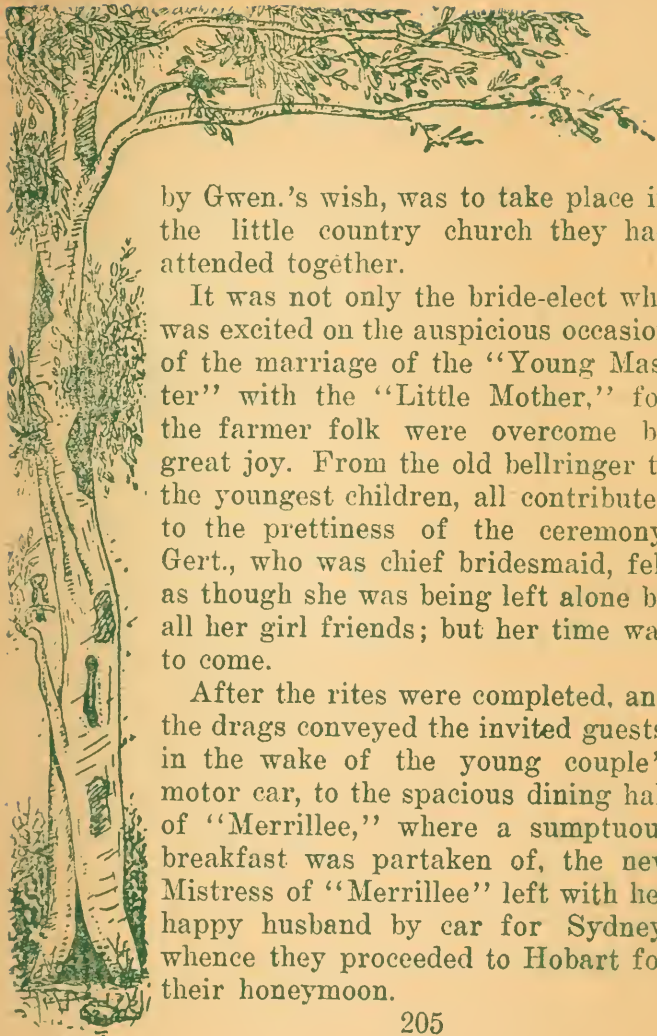 by Gwen.'s wish, was to take place i
the little country church they ha
attended together.
It was not only the bride-elect wh
was excited on the auspicious occasio
of the marriage of the “Young Mas
ter” with the “Little Mother,” fo
the farmer folk were overcome b
great joy. From the old bellringer t
the youngest children, all contribute
to the prettiness of the ceremony
Gert., who was chief bridesmaid, fel
as though she was being left alone b
all her girl friends; but her time wa
to come.
After the rites were completed, an
the drags conveyed the invited guests
in the wake of the young couple'
motor car, to the spacious dining hal
of “Merrillee,” where a sumptuou
breakfast was partaken of, the ne
Mistress of “Merrillee” left with he
happy husband by car for Sydney
whence they proceeded to Hobart fo
their honeymoon.
205